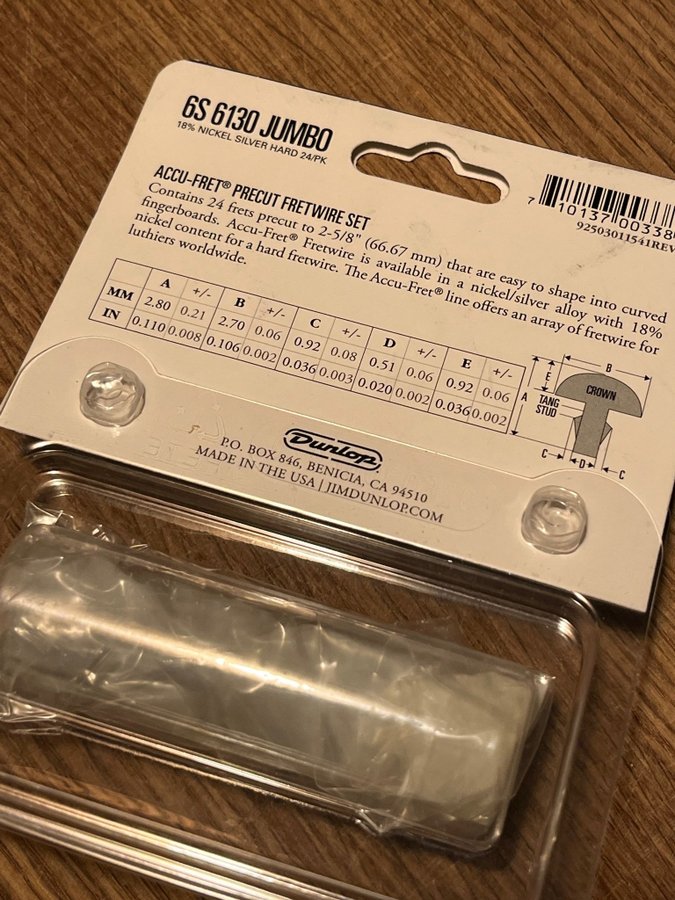 6S 6130 JUMBO
18% NICKEL SILVER HARD 24/PK
7 10137 00338
92503011541REV
ACCU-FRET® PRECUT FRETWIRE SET
Contains 24 frets precut to 2-5/8" (66.67 mm) that are easy to shape into curved
fingerboards. Accu-Fret® Fretwire is available in a nickel/silver alloy with 18%
nickel content for a hard fretwire. The Accu-Fret® line offers an array of fretwire for
luthiers worldwide.
A +/- B +/- C +/- D +/- E +/-
MM 2.80 0.21 2.70 0.06 0.92 0.08 0.51 0.06 0.92 0.06
IN 0.110 0.008 0.106 0.002 0.036 0.003 0.020 0.002 0.036 0.002
B
E
A
CROWN
TANG
STUD
C D C
Dunlop
P.O. BOX 846, BENICIA, CA 94510
MADE IN THE USA | JIMDUNLOP.COM